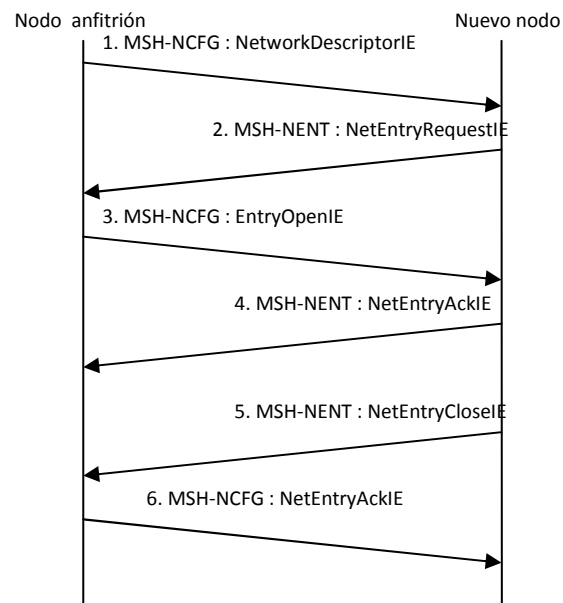 Nodo anfitrión
Nuevo nodo
1. MSH-NCFG : NetworkDescriptorIE
2. MSH-NENT : NetEntryRequestIE
3. MSH-NCFG : EntryOpenIE
4. MSH-NENT : NetEntryAckIE
5. MSH-NENT : NetEntryCloseIE
6. MSH-NCFG : NetEntryAckIE